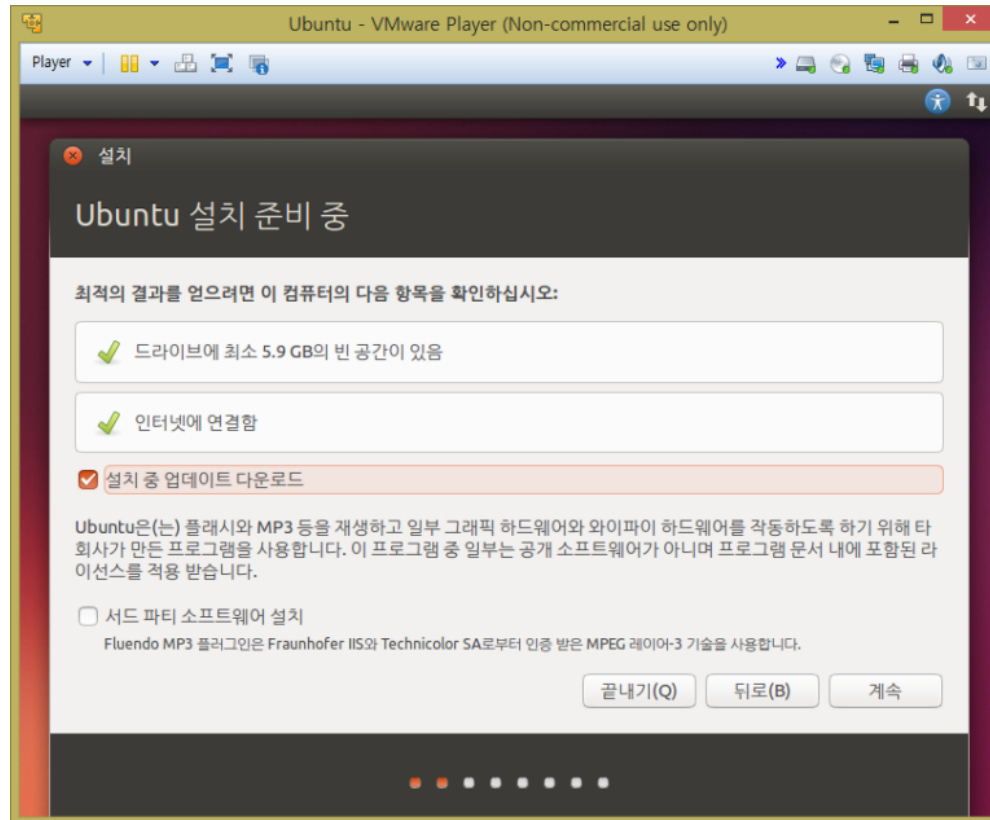 Ubuntu - VMware Player (Non-commercial use only)
Player
설치
Ubuntu 설치 준비 중
최적의 결과를 얻으려면 이 컴퓨터의 다음 항목을 확인하십시오:
드라이브에 최소 5.9 GB의 빈 공간이 있음
인터넷에 연결함
설치 중 업데이트 다운로드
Ubuntu은(는) 플래시와 MP3 등을 재생하고 일부 그래픽 하드웨어와 와이파이 하드웨어를 작동하도록 하기 위해 타
회사가 만든 프로그램을 사용합니다. 이 프로그램 중 일부는 공개 소프트웨어가 아니며 프로그램 문서 내에 포함된 라
이선스를 적용 받습니다.
서드 파티 소프트웨어 설치
Fluendo MP3 플러그인은 Fraunhofer IIS와 Technicolor SA로부터 인증 받은 MPEG 레이어-3 기술을 사용합니다.
끝내기(Q) 뒤로(B) 계속